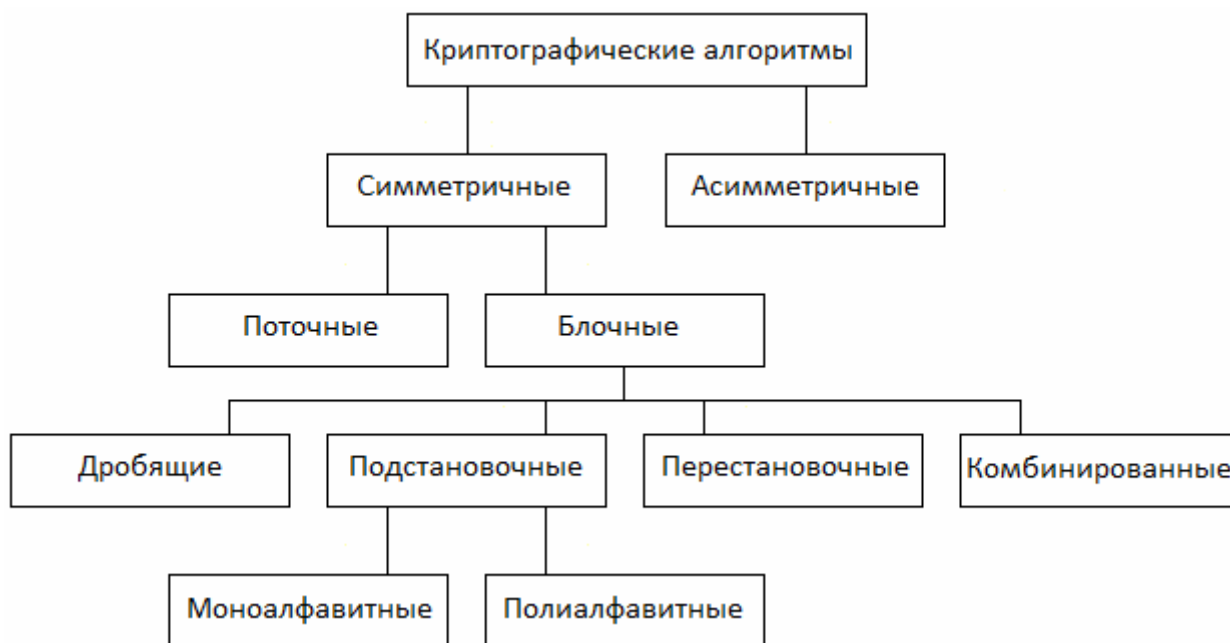 Криптографические алгоритмы
Симметричные
Асимметричные
Поточные
Блочные
Дробящие
Подстановочные
Перестановочные
Комбинированные
Моноалфавитные
Полиалфавитные